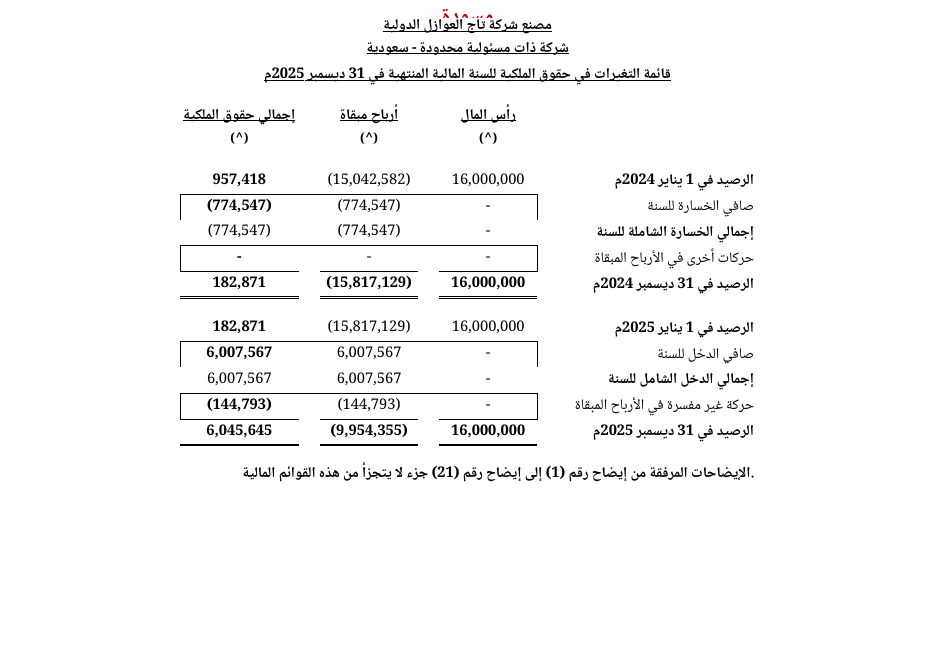 مصنع شركة تاج العوازل الدولية
شركة ذات مسئولية محدودة - سعودية
قائمة التغيرات في حقوق الملكية للسنة المالية المنتهية في 31 ديسمبر 2025م
رأس المال أرباح مبقاة إجمالي حقوق الملكية
(^) (^) (^)
الرصيد في 1 يناير 2024م 16,000,000 (15,042,582) 957,418
صافي الخسارة للسنة - (774,547) (774,547)
إجمالي الخسارة الشاملة للسنة - (774,547) (774,547)
حركات أخرى في الأرباح المبقاة - - -
الرصيد في 31 ديسمبر 2024م 16,000,000 (15,817,129) 182,871
الرصيد في 1 يناير 2025م 16,000,000 (15,817,129) 182,871
صافي الدخل للسنة - 6,007,567 6,007,567
إجمالي الدخل الشامل للسنة - 6,007,567 6,007,567
حركة غير مفسرة في الأرباح المبقاة - (144,793) (144,793)
الرصيد في 31 ديسمبر 2025م 16,000,000 (9,954,355) 6,045,645
.الإيضاحات المرفقة من إيضاح رقم (1) إلى إيضاح رقم (21) جزء لا يتجزأ من هذه القوائم المالية